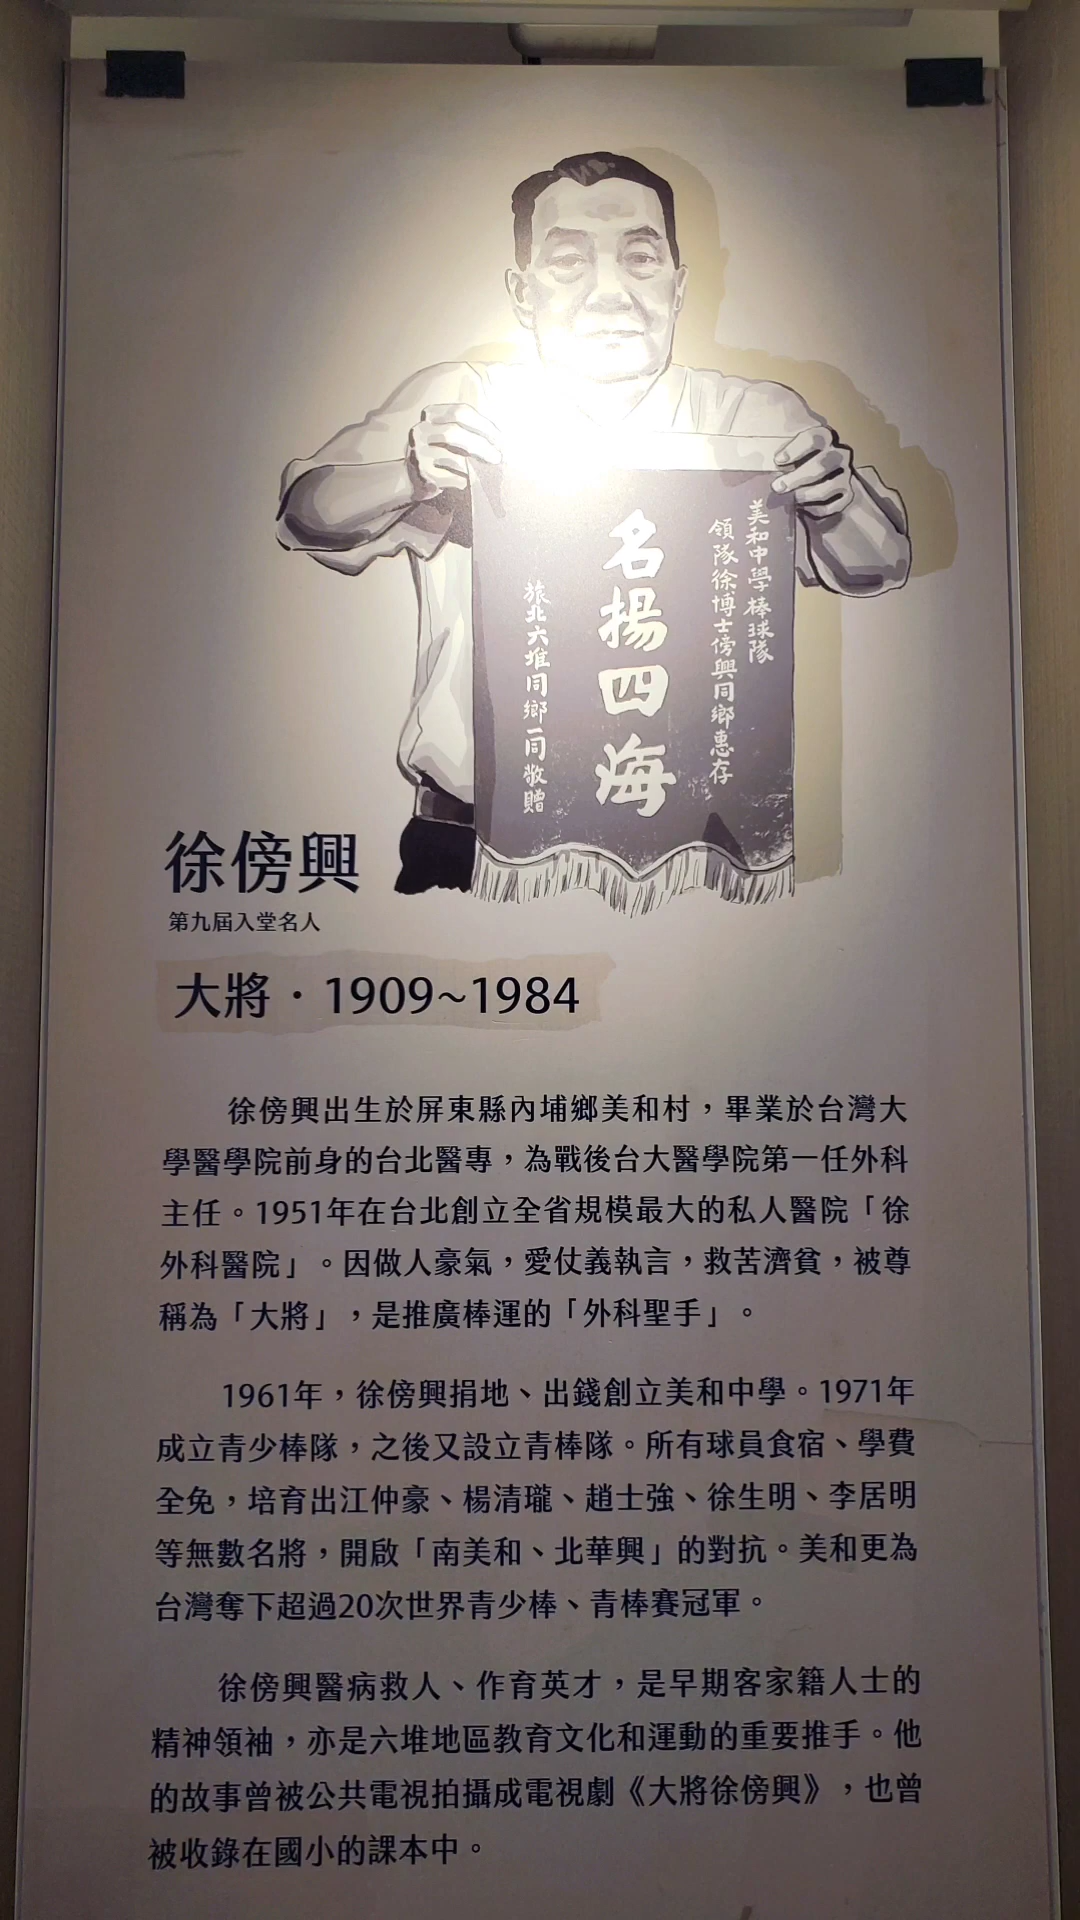 美和中學棒球隊
領隊徐博士傍興同鄉惠存
名揚四海
旅北六堆同鄉一同敬贈
徐傍興
第九屆入堂名人
大將・1909~1984
徐傍興出生於屏東縣內埔鄉美和村，畢業於台灣大
學醫學院前身的台北醫專，為戰後台大醫學院第一任外科
主任。1951年在台北創立全省規模最大的私人醫院「徐
外科醫院」。因做人豪氣，愛仗義執言，救苦濟貧，被尊
稱為「大將」，是推廣棒運的「外科聖手」。
1961年，徐傍興捐地、出錢創立美和中學。1971年
成立青少棒隊，之後又設立青棒隊。所有球員食宿、學費
全免，培育出江仲豪、楊清瓏、趙士強、徐生明、李居明
等無數名將，開啟「南美和、北華興」的對抗。美和更為
台灣奪下超過20次世界青少棒、青棒賽冠軍。
徐傍興醫病救人、作育英才，是早期客家籍人士的
精神領袖，亦是六堆地區教育文化和運動的重要推手。他
的故事曾被公共電視拍攝成電視劇《大將徐傍興》，也曾
被收錄在國小的課本中。